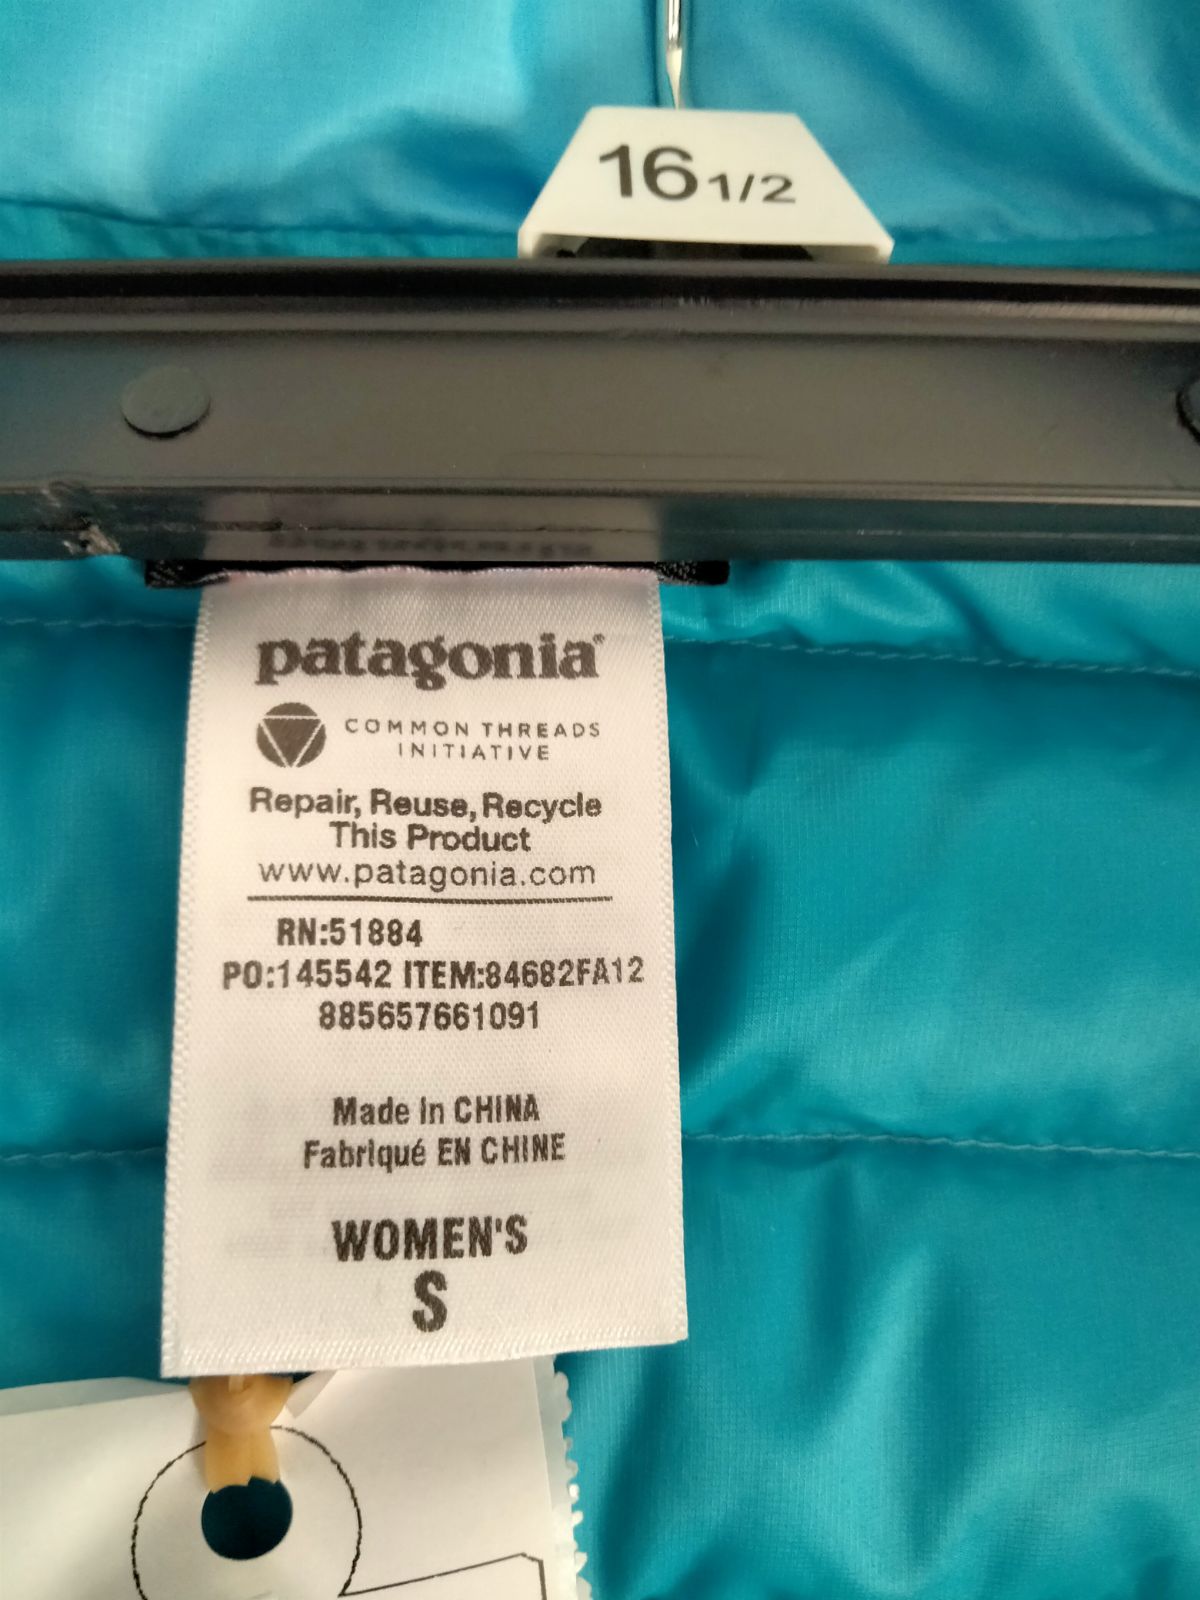 16 1/2
patagonia®
COMMON THREADS
INITIATIVE
Repair, Reuse, Recycle
This Product
www.patagonia.com
RN:51884
PO:145542 ITEM:84682FA12
885657661091
Made In CHINA
Fabriqué EN CHINE
WOMEN'S
S